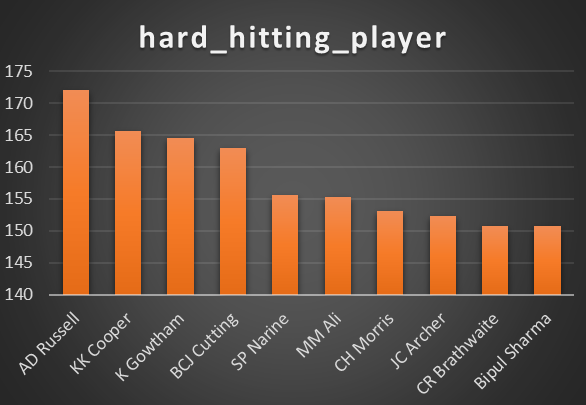 hard_hitting_player
175
170
165
160
155
150
145
140
AD Russell
KK Cooper
K Gowtham
BCJ Cutting
SP Narine
MM Ali
CH Morris
JC Archer
CR Brathwaite
Bipul Sharma